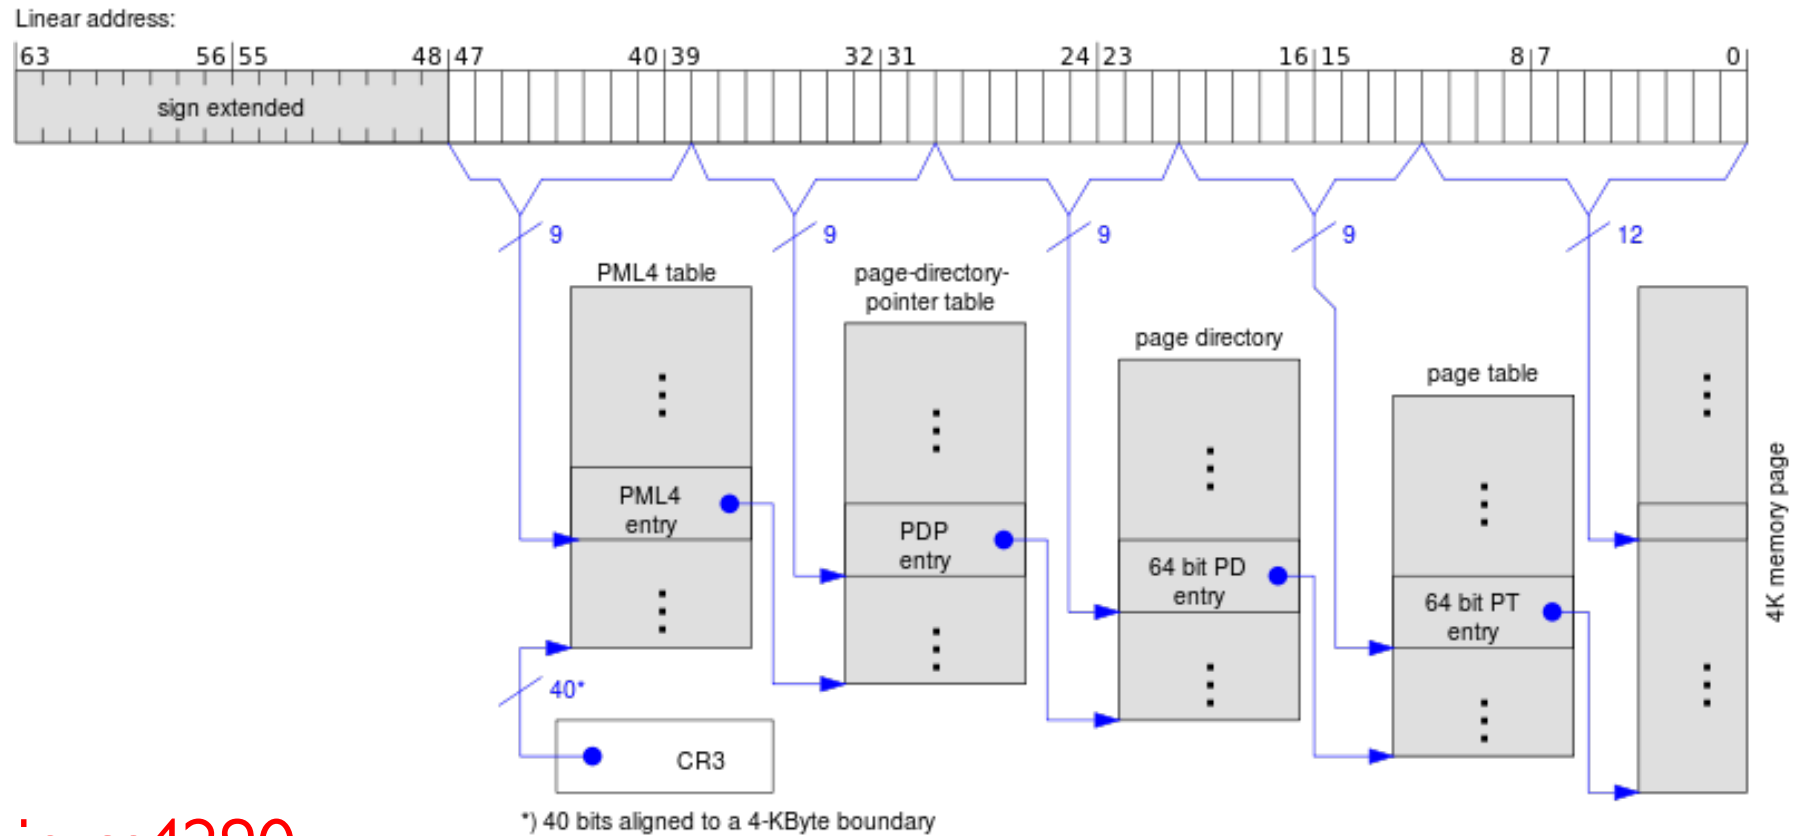 Linear address:
63 56 55 48 47 40 39 32 31 24 23 16 15 8 7 0
sign extended
9 9 9 9 12
PML4 table
page-directory-
pointer table
page directory
page table
PML4
entry
PDP
entry
64 bit PD
entry
64 bit PT
entry
4K memory page
40*
CR3
*) 40 bits aligned to a 4-KByte boundary